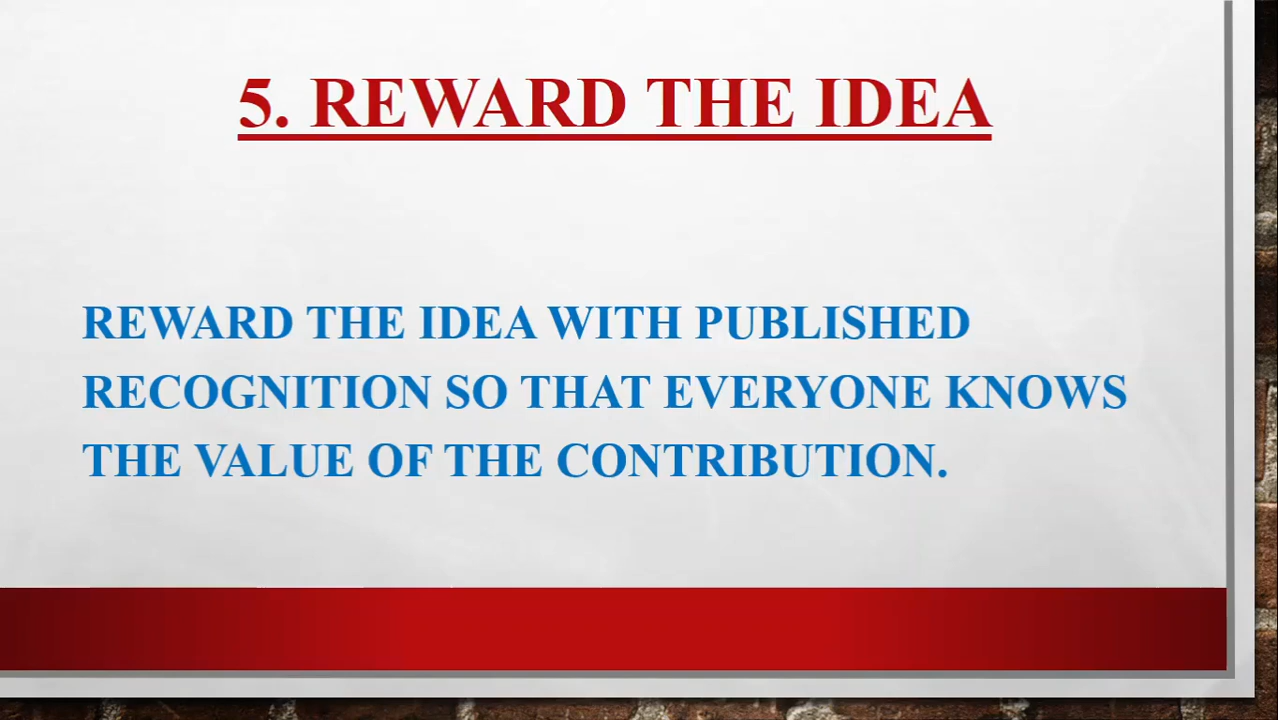 5. REWARD THE IDEA
REWARD THE IDEA WITH PUBLISHED
RECOGNITION SO THAT EVERYONE KNOWS
THE VALUE OF THE CONTRIBUTION.